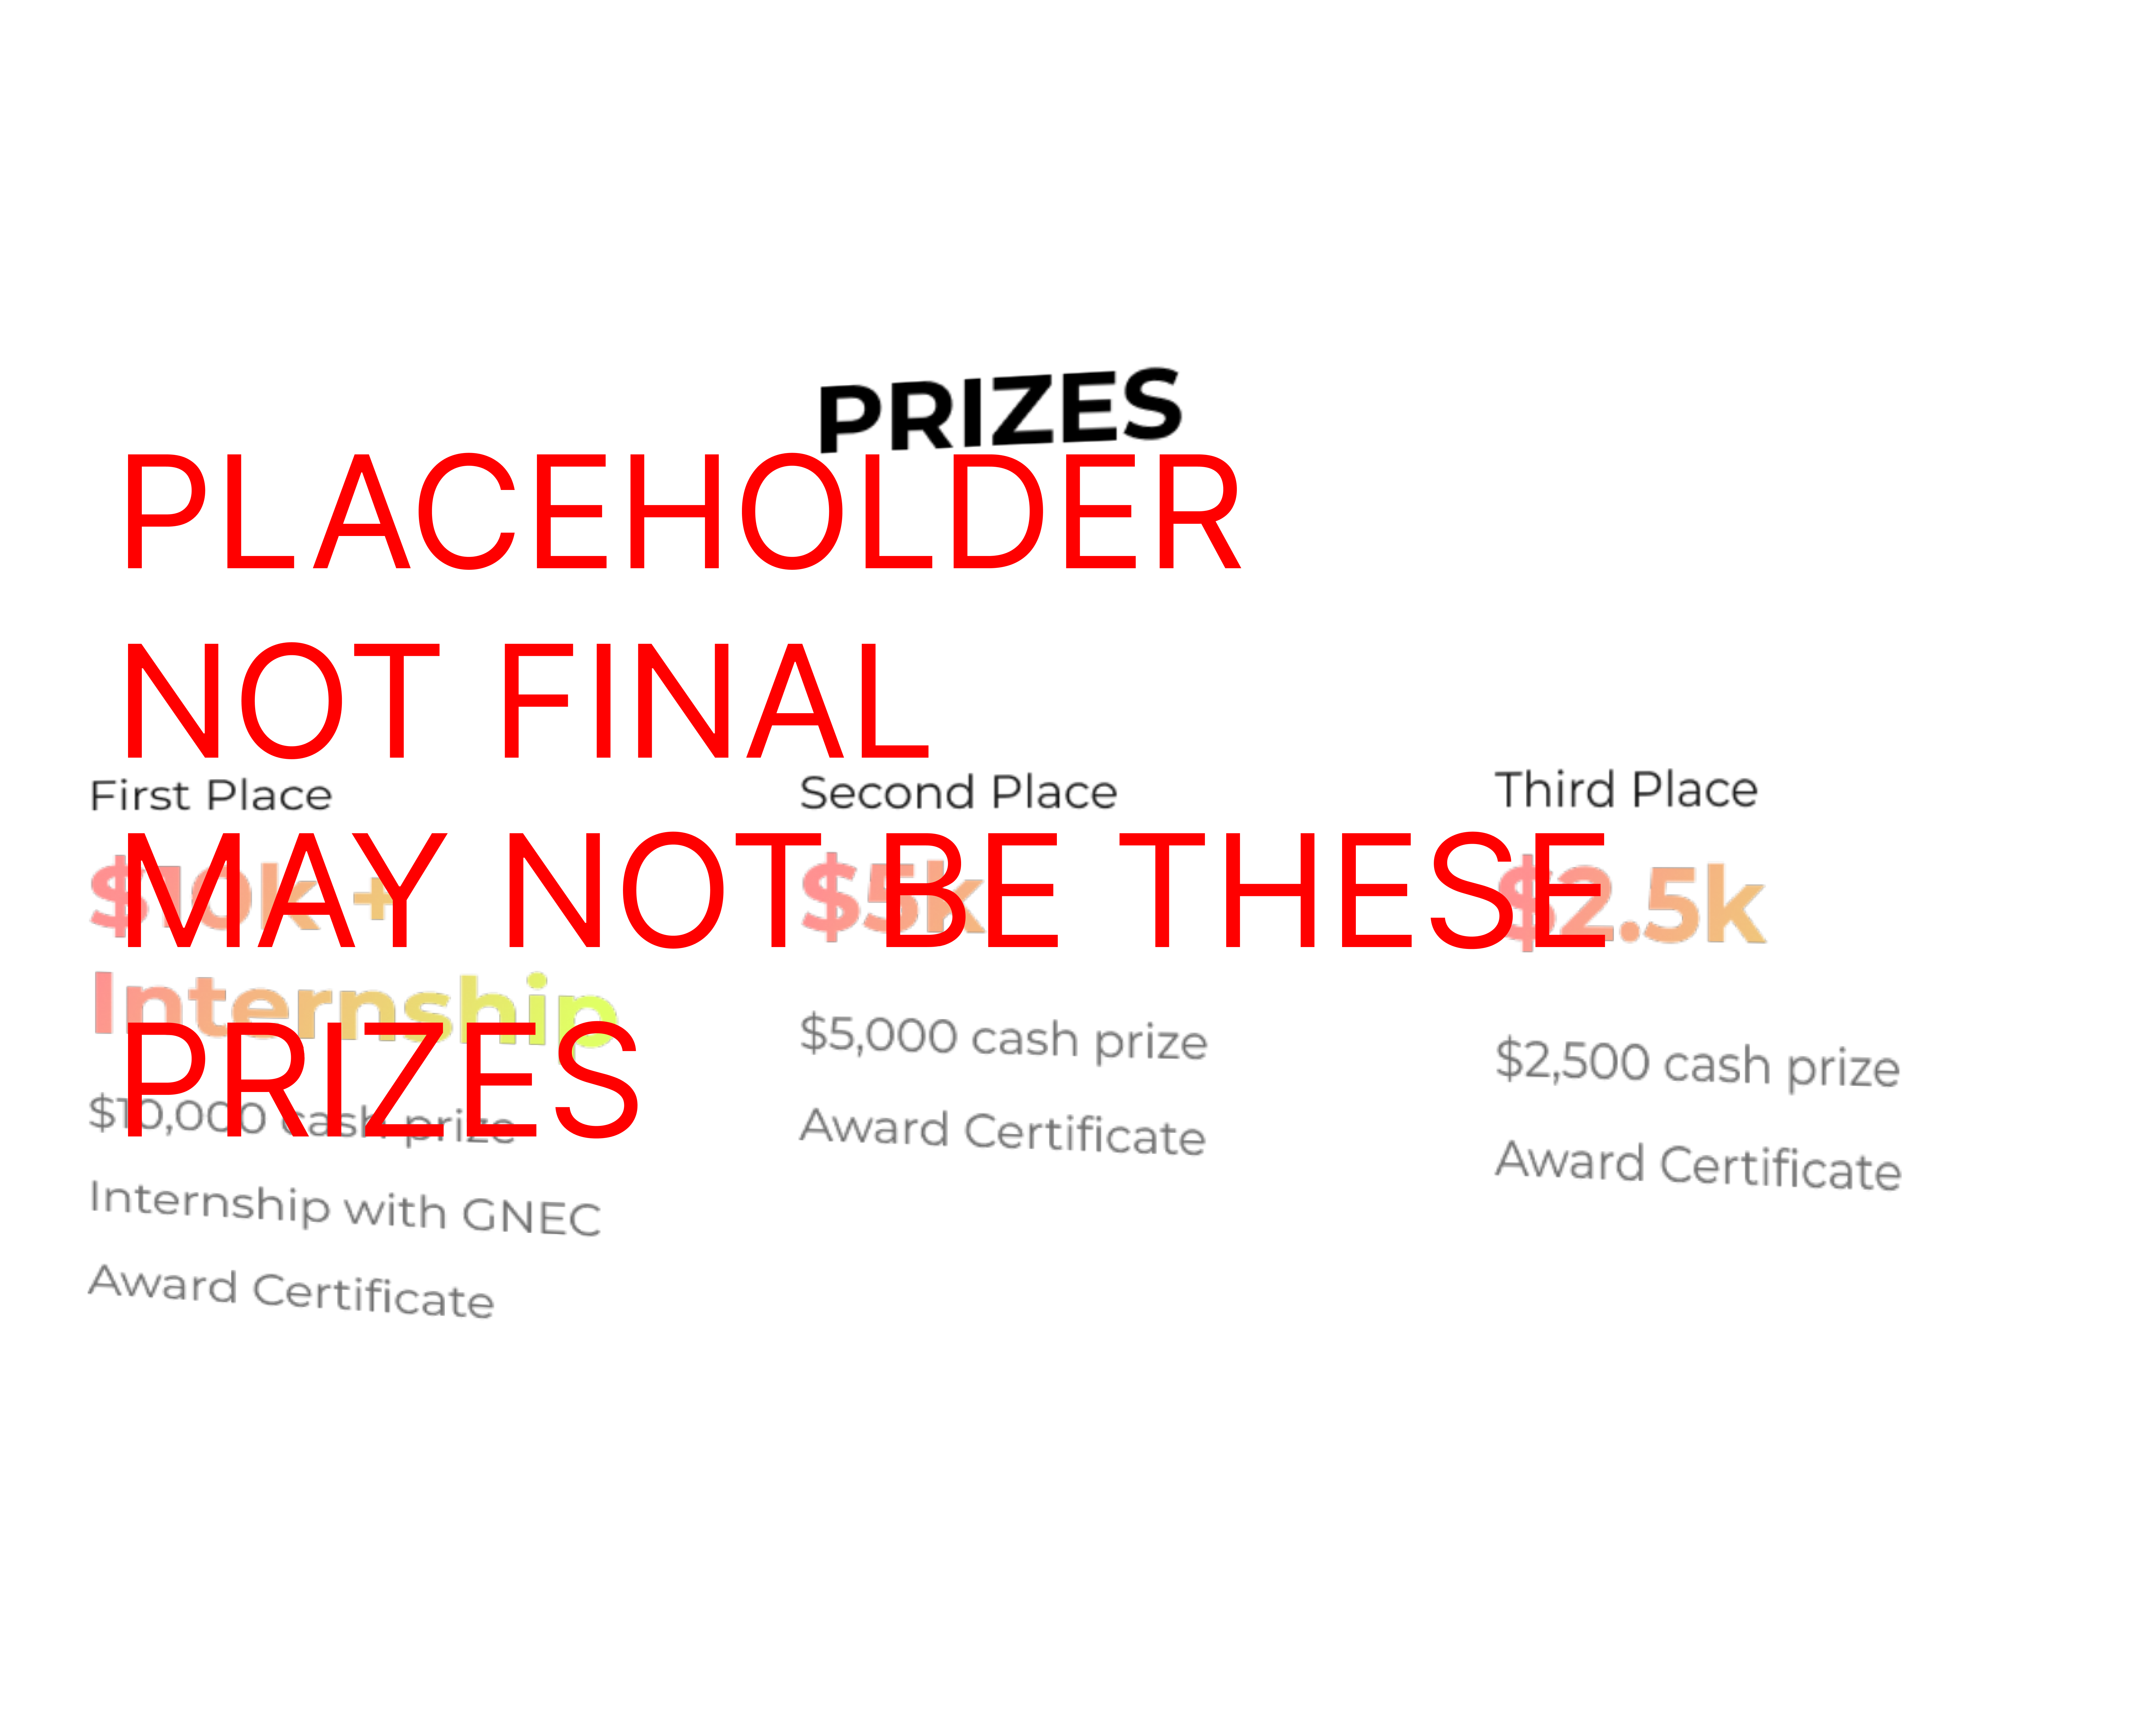 PRIZES
PLACEHOLDER
NOT FINAL
MAY NOT BE THESE
PRIZES
First Place
$10k +
Internship
$10,000 cash prize
Internship with GNEC
Award Certificate
Second Place
$5k
$5,000 cash prize
Award Certificate
Third Place
$2.5k
$2,500 cash prize
Award Certificate